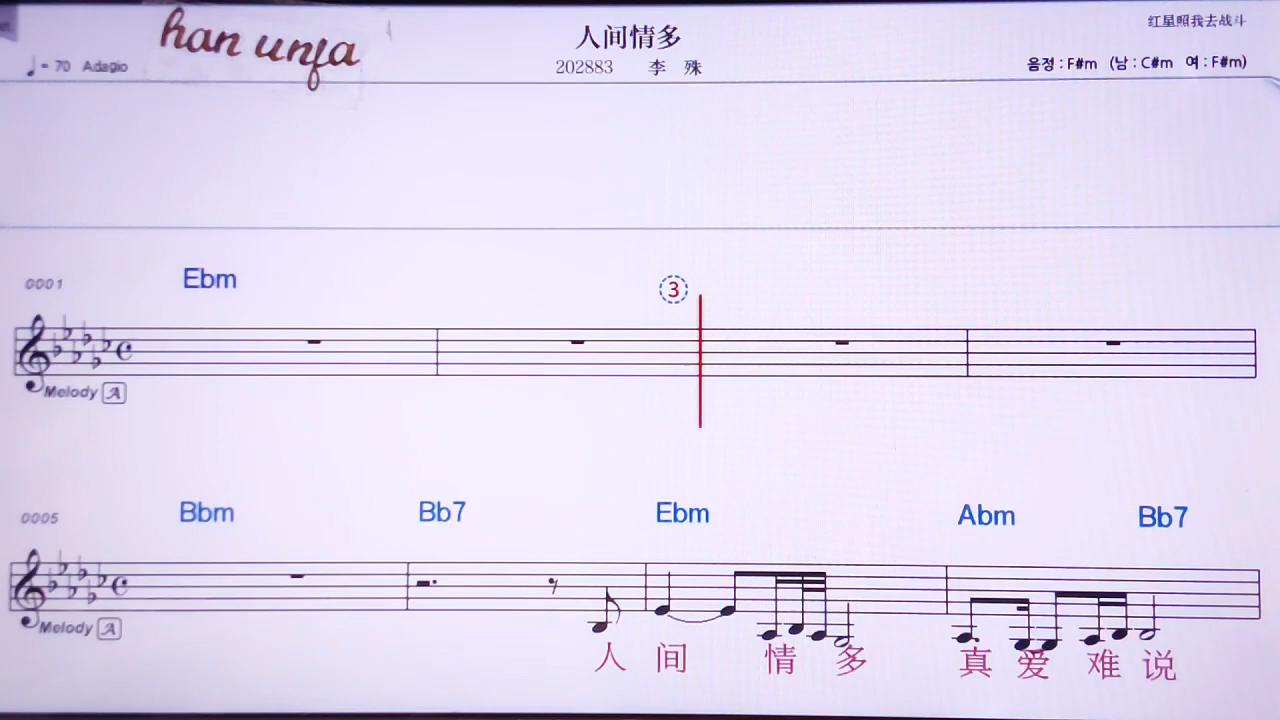 han unfa
人间情多
红星照我去战斗
♩= 70 Adagio
202883 李 殊
음정 : F#m (남 : C#m 여 : F#m)
0001 Ebm ③
Melody A
0005 Bbm Bb7 Ebm Abm Bb7
Melody A
人 间 情 多 真 爱 难 说